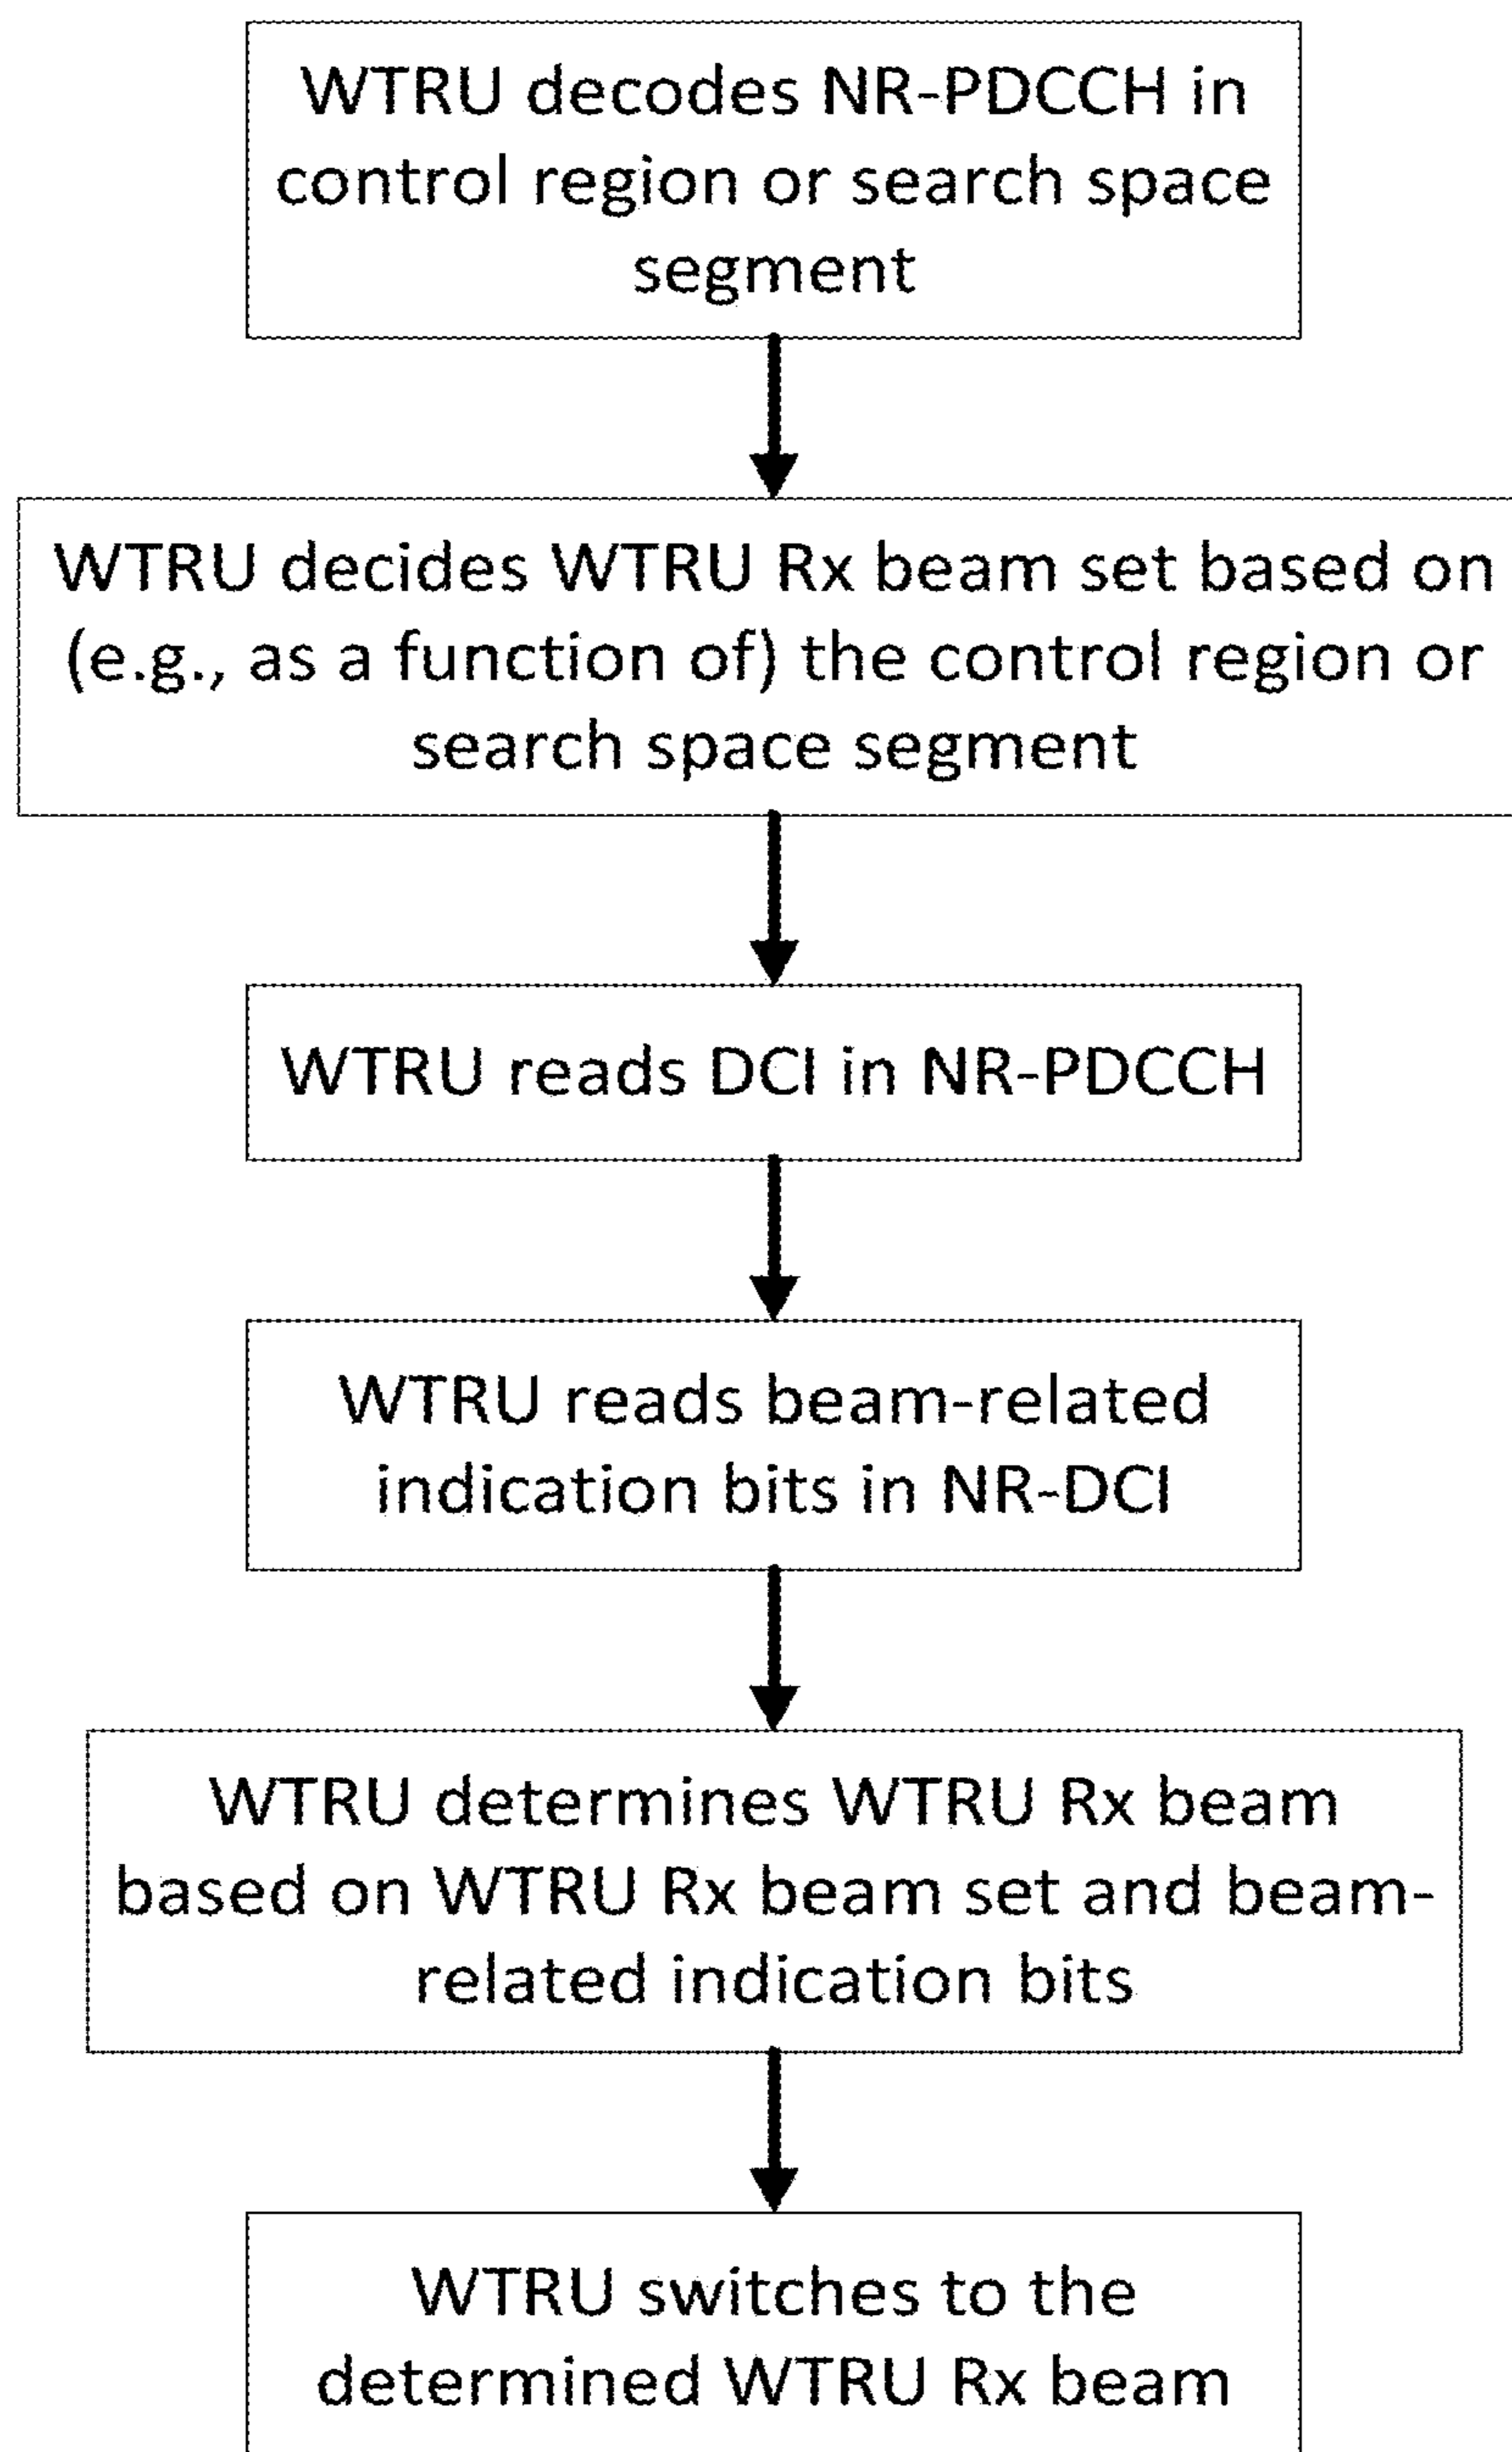 WTRU decodes NR-PDCCH in
control region or search space
segment
WTRU decides WTRU Rx beam set based on
(e.g., as a function of) the control region or
search space segment
WTRU reads DCI in NR-PDCCH
WTRU reads beam-related
indication bits in NR-DCI
WTRU determines WTRU Rx beam
based on WTRU Rx beam set and beam-
related indication bits
WTRU switches to the
determined WTRU Rx beam